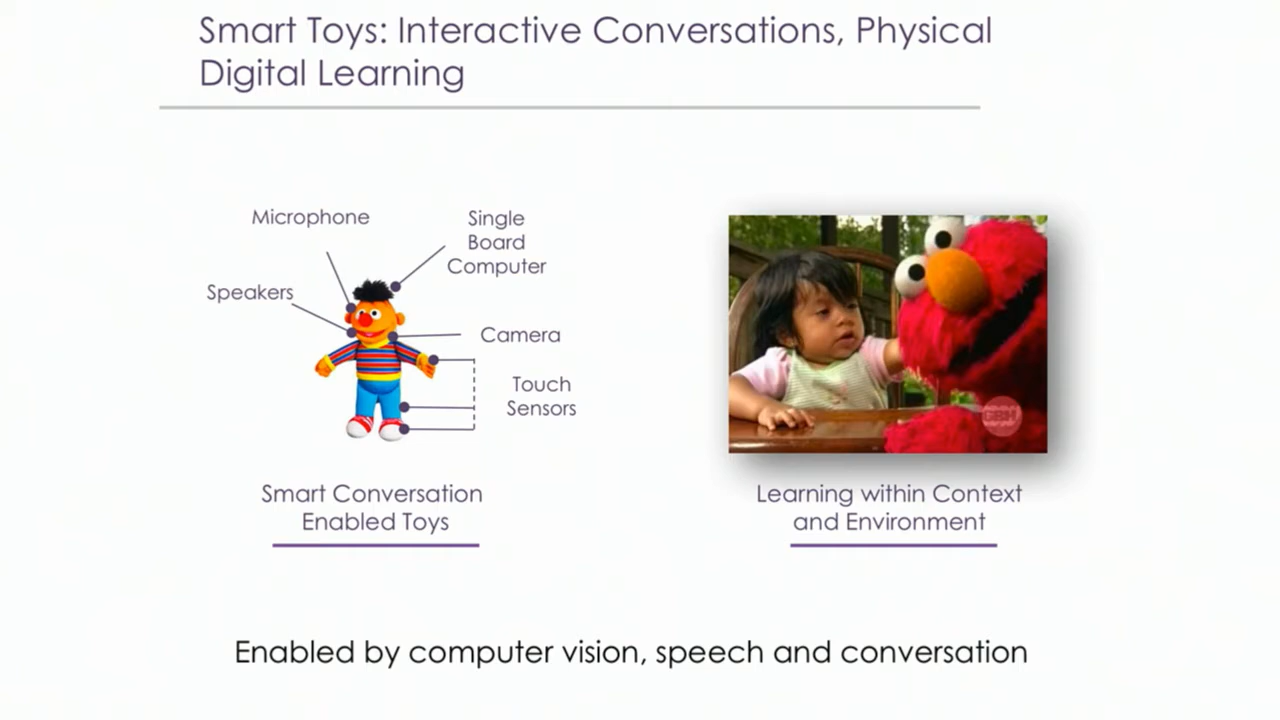 Smart Toys: Interactive Conversations, Physical
Digital Learning
Microphone
Single
Board
Computer
Speakers
Camera
Touch
Sensors
Smart Conversation
Enabled Toys
Learning within Context
and Environment
Enabled by computer vision, speech and conversation